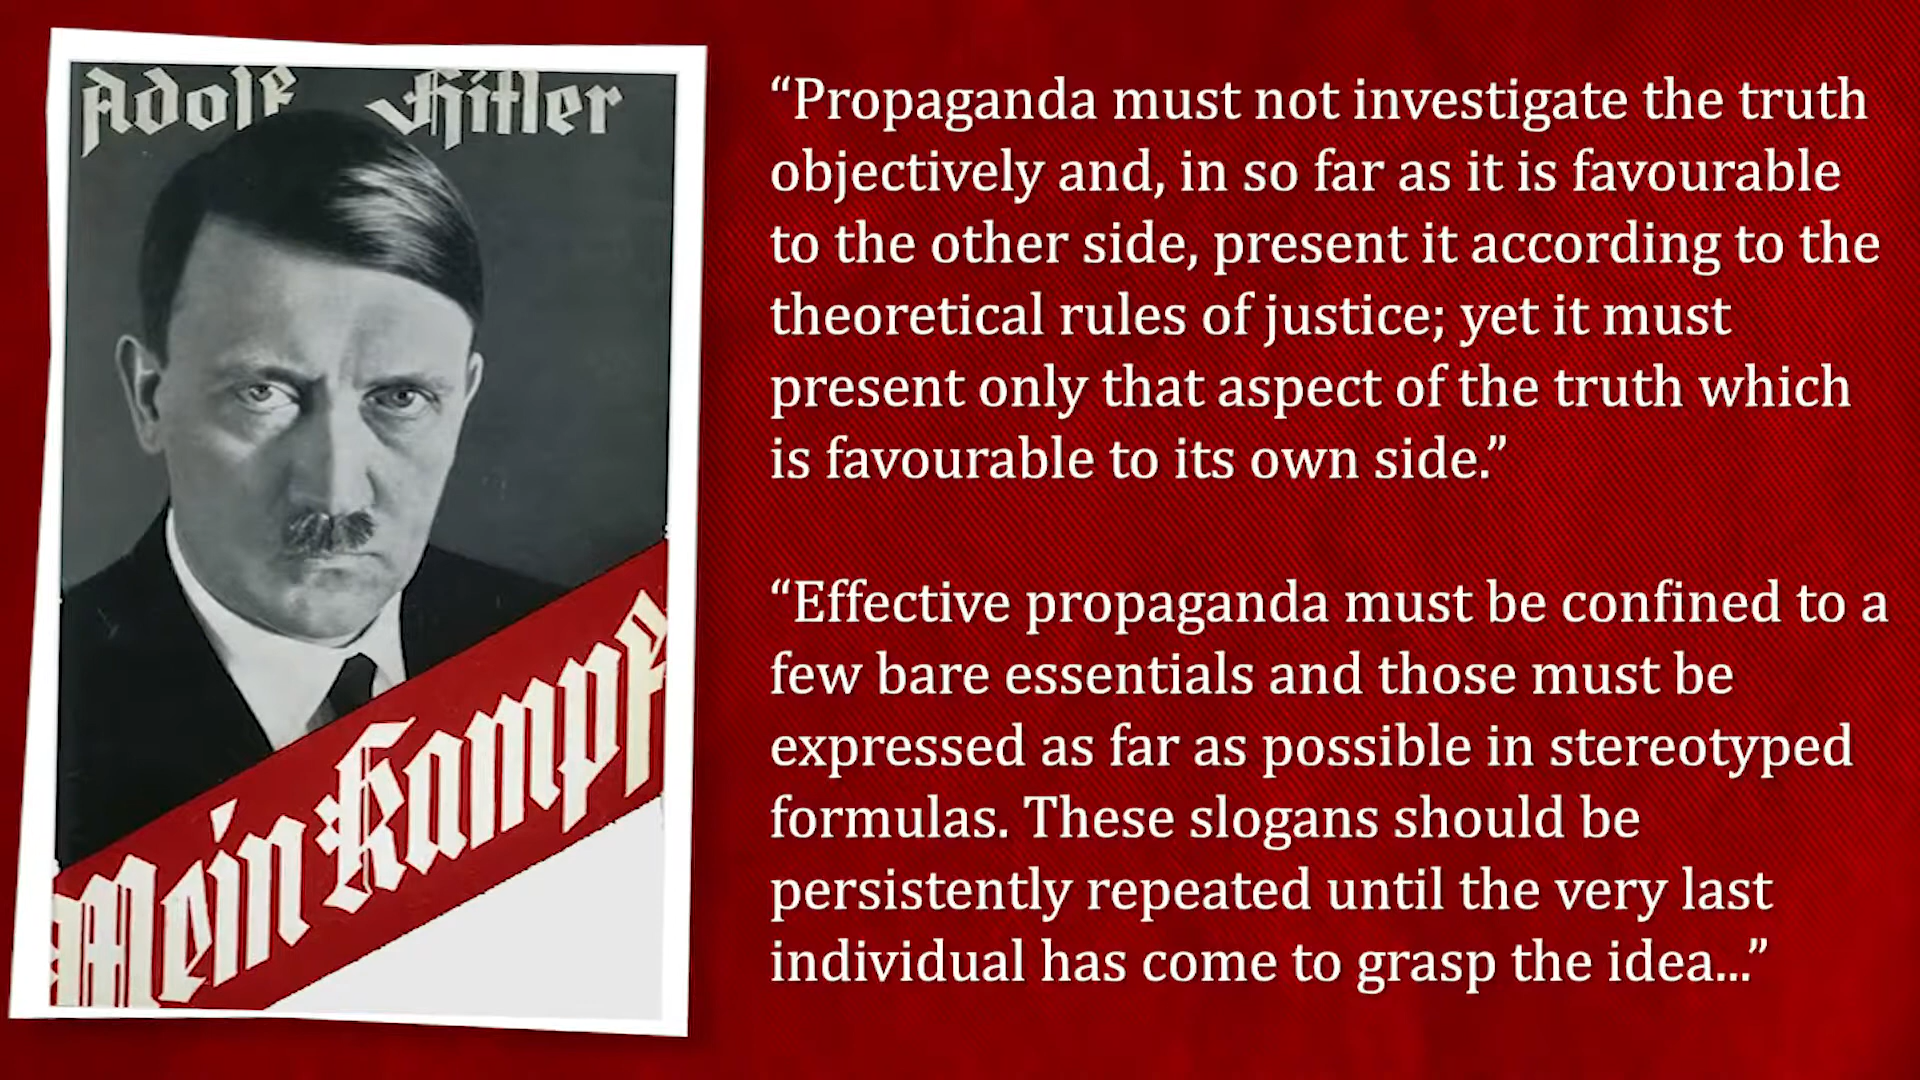 Adolf Hitler
Mein Kampf
“Propaganda must not investigate the truth
objectively and, in so far as it is favourable
to the other side, present it according to the
theoretical rules of justice; yet it must
present only that aspect of the truth which
is favourable to its own side.”
“Effective propaganda must be confined to a
few bare essentials and those must be
expressed as far as possible in stereotyped
formulas. These slogans should be
persistently repeated until the very last
individual has come to grasp the idea...”